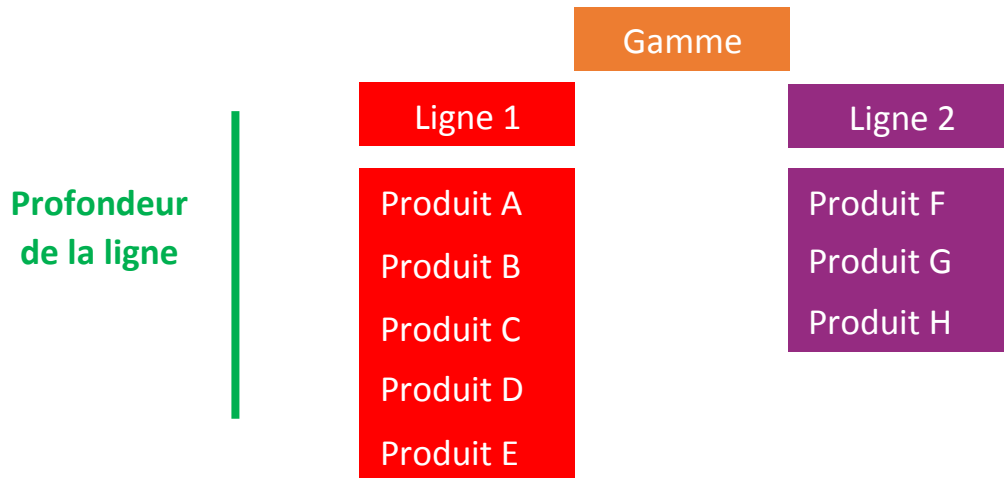 Gamme
Ligne 1
Ligne 2
Profondeur
de la ligne
Produit A
Produit B
Produit C
Produit D
Produit E
Produit F
Produit G
Produit H